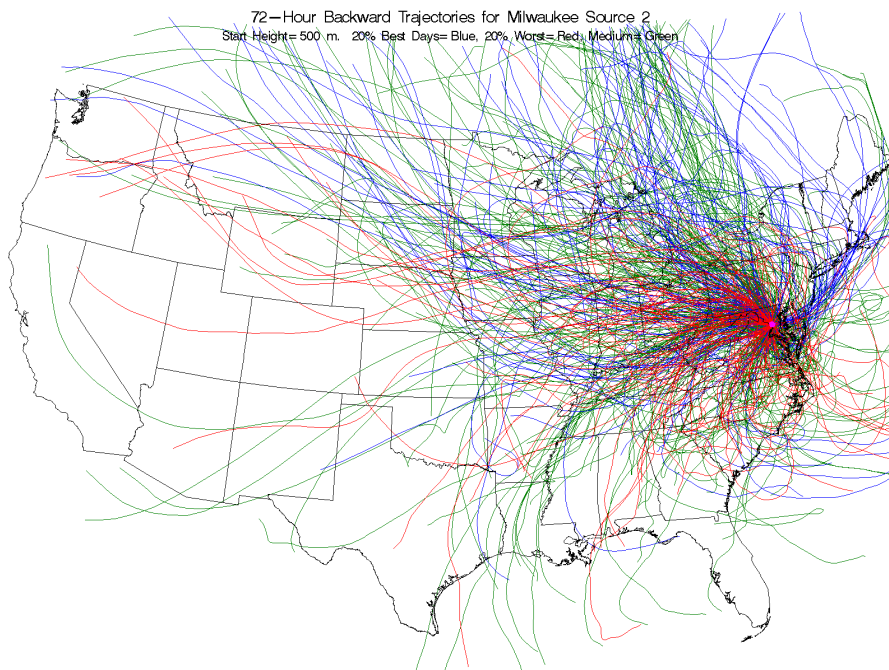 72-Hour Backward Trajectories for Milwaukee Source 2
Start Height= 500 m. 20% Best Days= Blue, 20% Worst= Red, Medium= Green